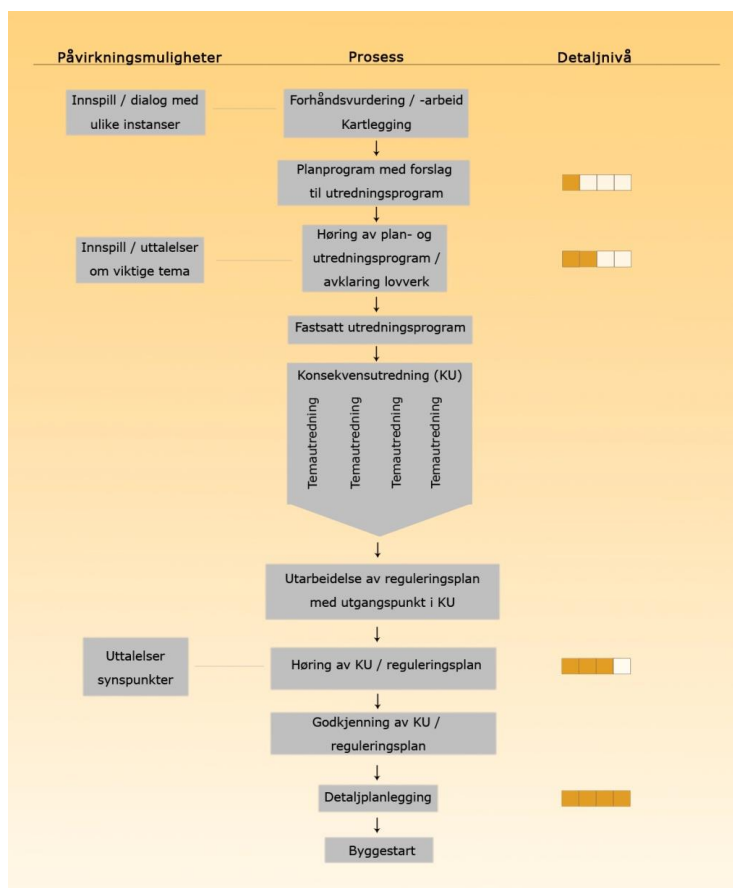 Påvirkningsmuligheter
Prosess
Detaljnivå
Innspill / dialog med
ulike instanser
Forhåndsvurdering / -arbeid
Kartlegging
Planprogram med forslag
til utredningsprogram
Innspill / uttalelser
om viktige tema
Høring av plan- og
utredningsprogram /
avklaring lovverk
Fastsatt utredningsprogram
Konsekvensutredning (KU)
Temautredning
Temautredning
Temautredning
Temautredning
Utarbeidelse av reguleringsplan
med utgangspunkt i KU
Uttalelser
synspunkter
Høring av KU / reguleringsplan
Godkjenning av KU /
reguleringsplan
Detaljplanlegging
Byggestart